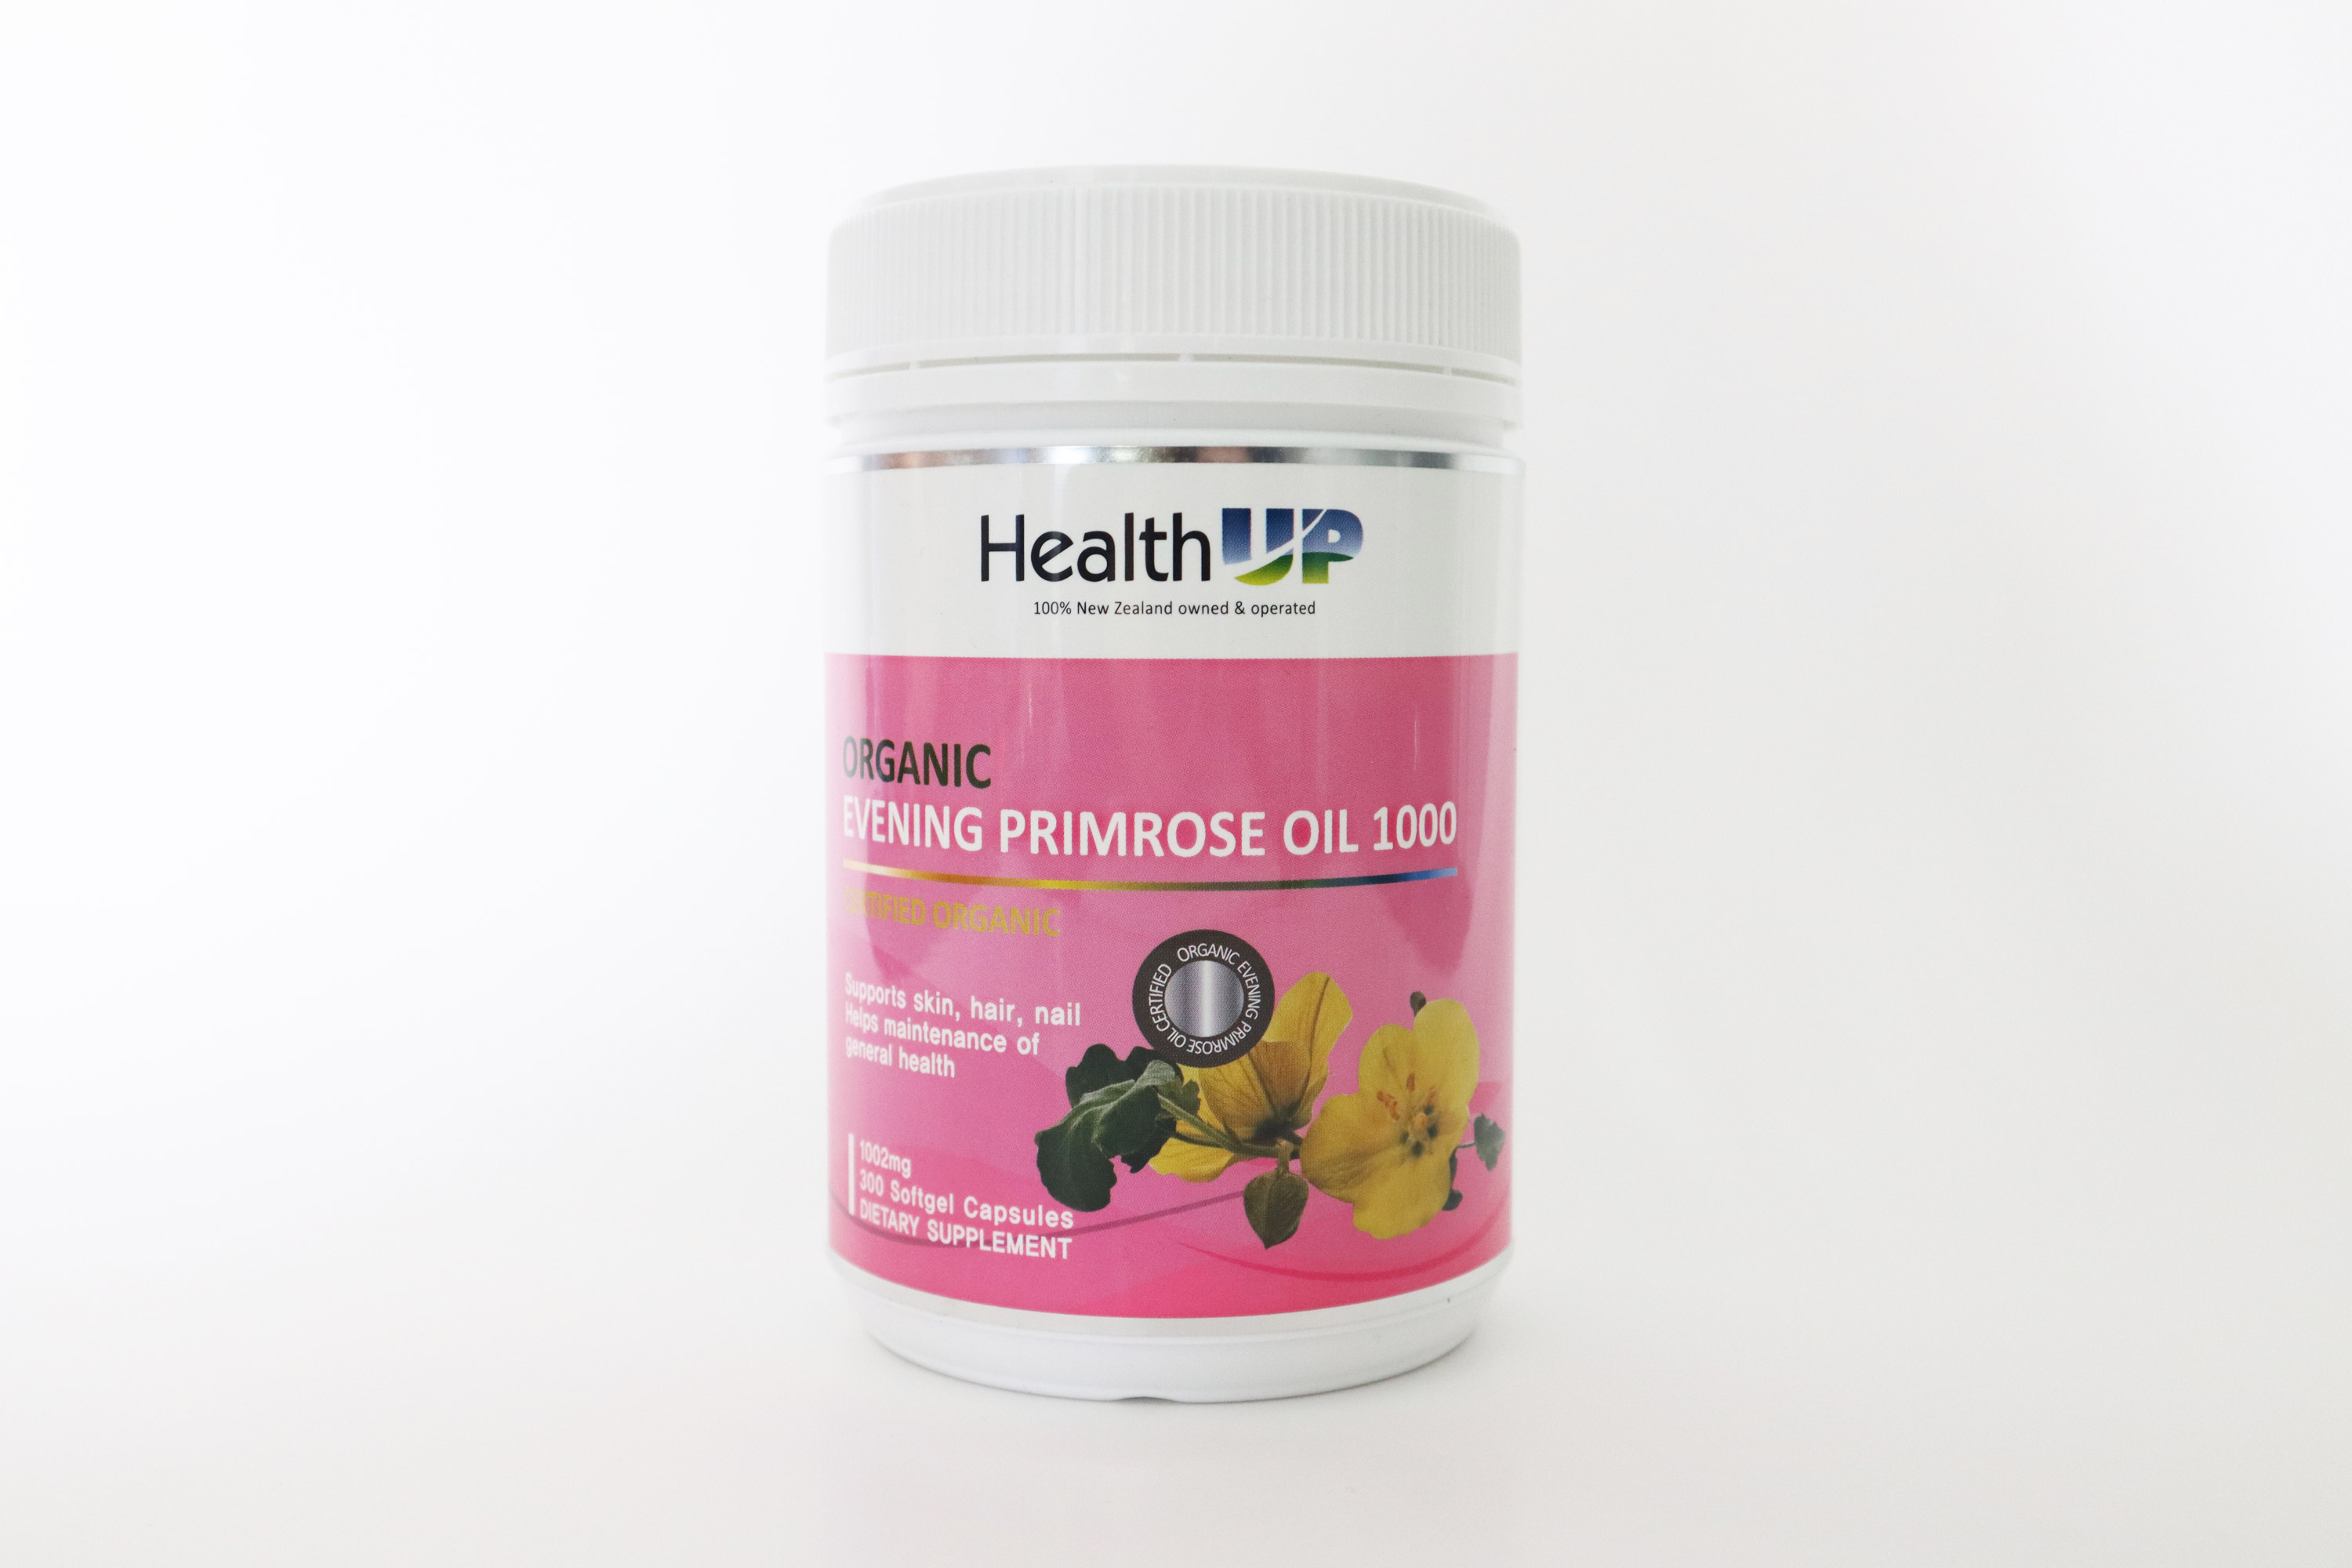 HealthUP
100% New Zealand owned & operated
ORGANIC
EVENING PRIMROSE OIL 1000
CERTIFIED ORGANIC
ORGANIC EVENING PRIMROSE OIL CERTIFIED
Supports skin, hair, nail
Helps maintenance of
general health
1002mg
300 Softgel Capsules
DIETARY SUPPLEMENT